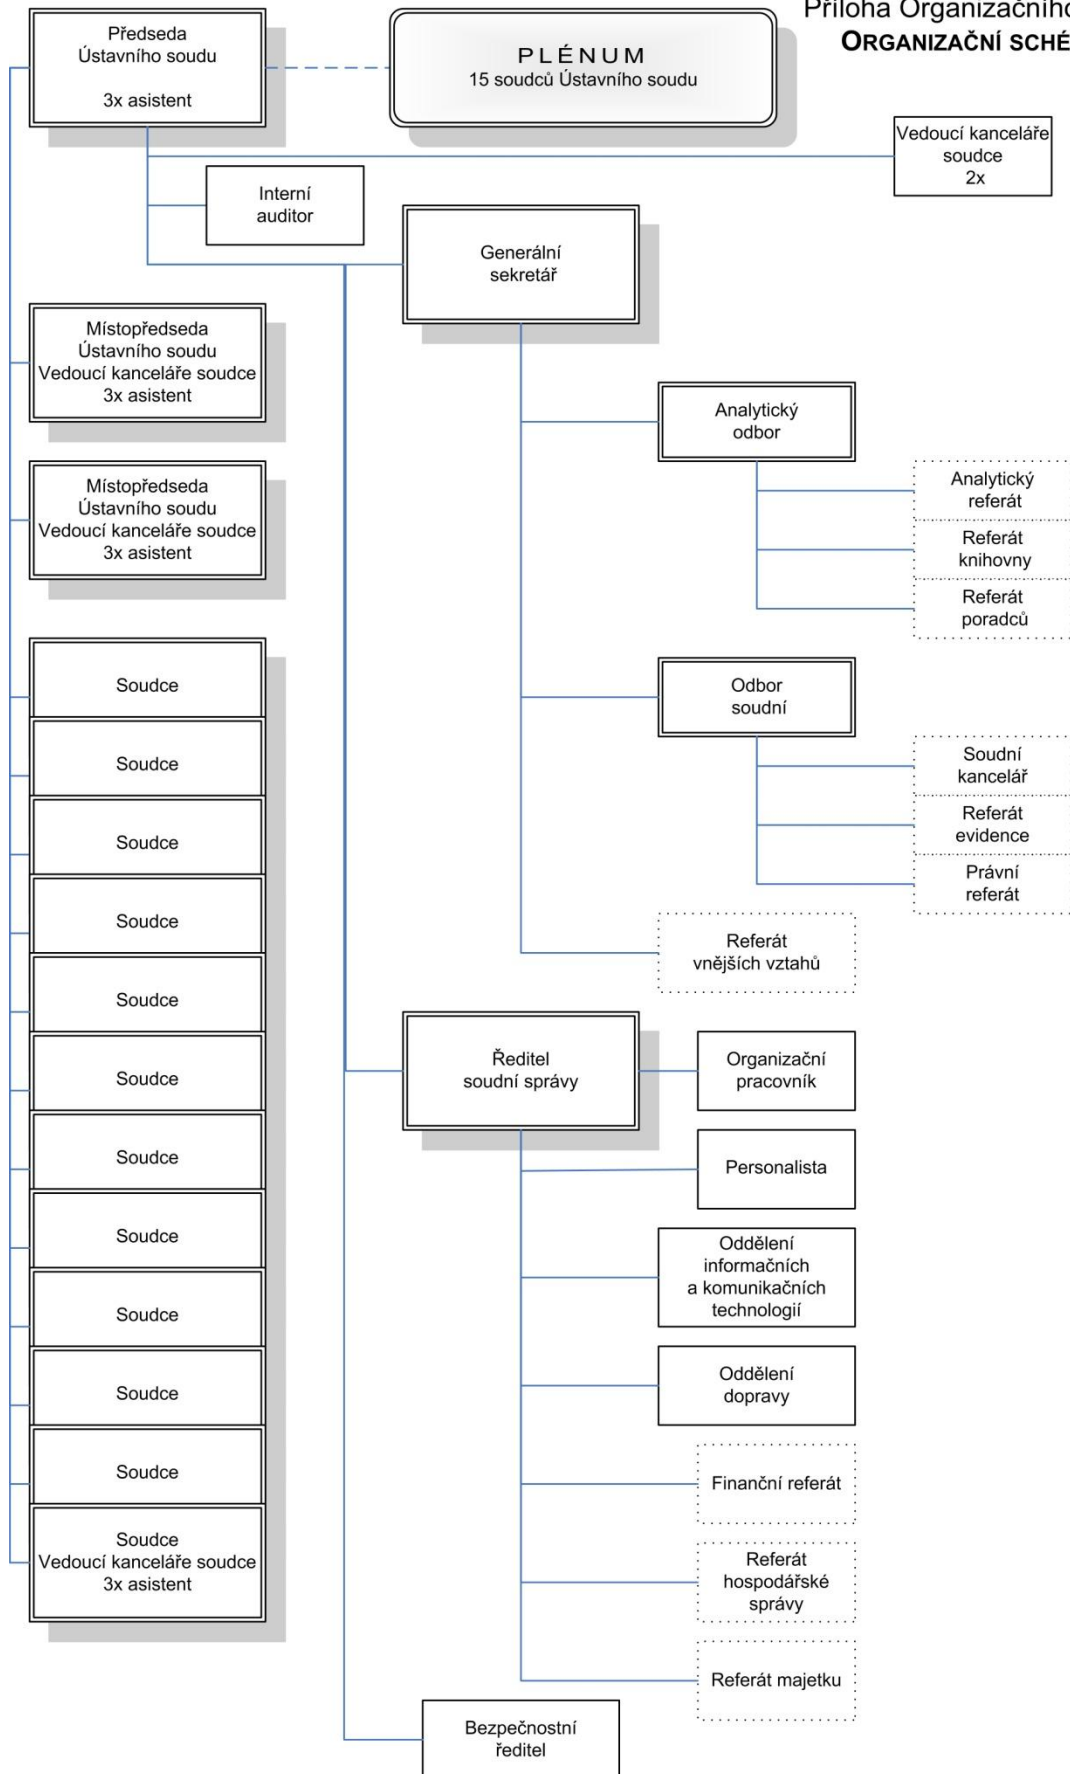 Příloha Organizačního
ORGANIZAČNÍ SCHÉ
Předseda
Ústavního soudu
3x asistent
PLÉNUM
15 soudců Ústavního soudu
Vedoucí kanceláře
soudce
2x
Interní
auditor
Generální
sekretář
Místopředseda
Ústavního soudu
Vedoucí kanceláře soudce
3x asistent
Místopředseda
Ústavního soudu
Vedoucí kanceláře soudce
3x asistent
Analytický
odbor
Analytický
referát
Referát
knihovny
Referát
poradců
Odbor
soudní
Soudní
kancelář
Referát
evidence
Právní
referát
Referát
vnějších vztahů
Soudce
Soudce
Soudce
Soudce
Soudce
Soudce
Soudce
Soudce
Soudce
Soudce
Soudce
Soudce
Vedoucí kanceláře soudce
3x asistent
Ředitel
soudní správy
Organizační
pracovník
Personalista
Oddělení
informačních
a komunikačních
technologií
Oddělení
dopravy
Finanční referát
Referát
hospodářské
správy
Referát majetku
Bezpečnostní
ředitel